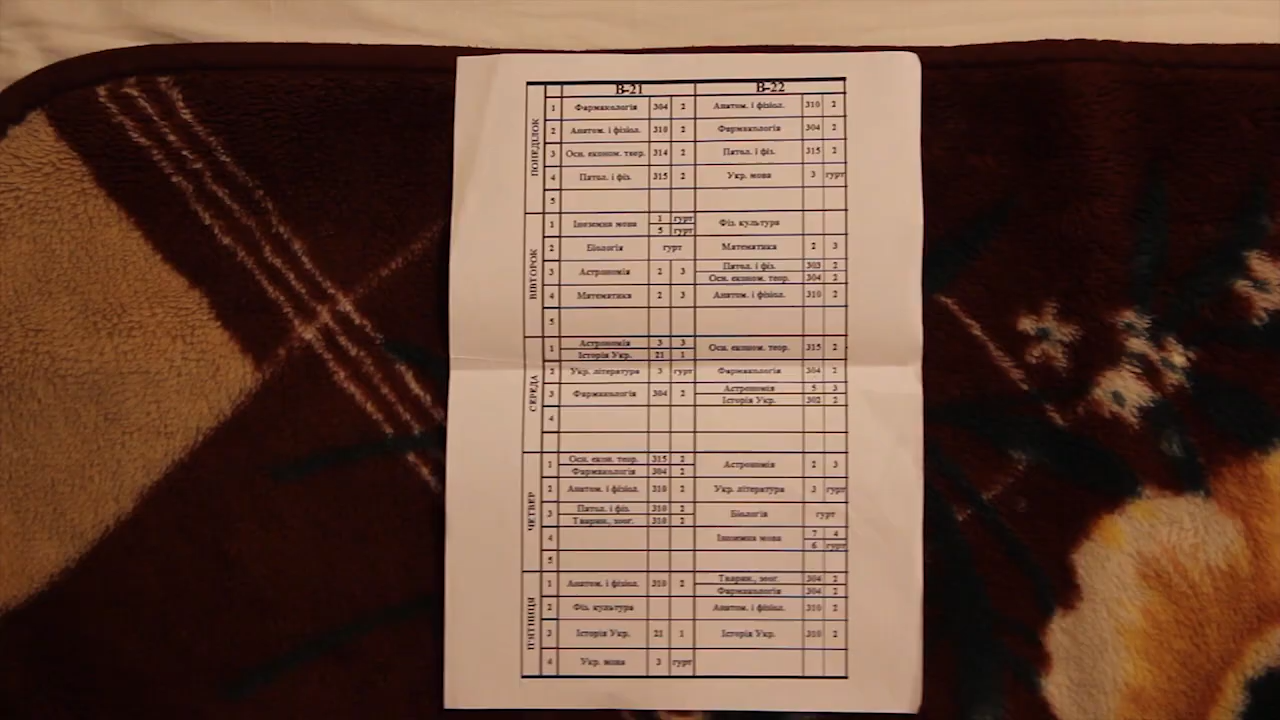 В-21 В-22
ПОНЕДІЛОК
1 Фармакологія 304 2 Анатом. і фізіол. 310 2
2 Анатом. і фізіол. 310 2 Фармакологія 304 2
3 Осн. економ. теор. 314 2 Патол. і фіз. 315 2
4 Патол. і фіз. 315 2 Укр. мова 3 гурт
5
ВІВТОРОК
1 Іноземна мова 1 гурт Фіз. культура
5 гурт
2 Біологія гурт Математика 2 3
3 Астрономія 2 3 Патол. і фіз. 303 2
Осн. економ. теор. 304 2
4 Математика 2 3 Анатом. і фізіол. 310 2
5
СЕРЕДА
1 Астрономія 3 3 Осн. економ. теор. 315 2
Історія Укр. 21 1
2 Укр. література 3 гурт Фармакологія 304 2
3 Фармакологія 304 2 Астрономія 5 3
Історія Укр. 302 2
4
ЧЕТВЕР
1 Осн. екон. теор. 315 2 Астрономія 2 3
Фармакологія 304 2
2 Анатом. і фізіол. 310 2 Укр. література 3 гурт
3 Патол. і фіз. 310 2 Біологія гурт
Тварин., зоог. 310 2
4 Іноземна мова 7 4
6 гурт
5
П'ЯТНИЦЯ
1 Анатом. і фізіол. 310 2 Тварин., зоог. 304 2
Фармакологія 304 2
2 Фіз. культура Анатом. і фізіол. 310 2
3 Історія Укр. 21 1 Історія Укр. 310 2
4 Укр. мова 3 гурт